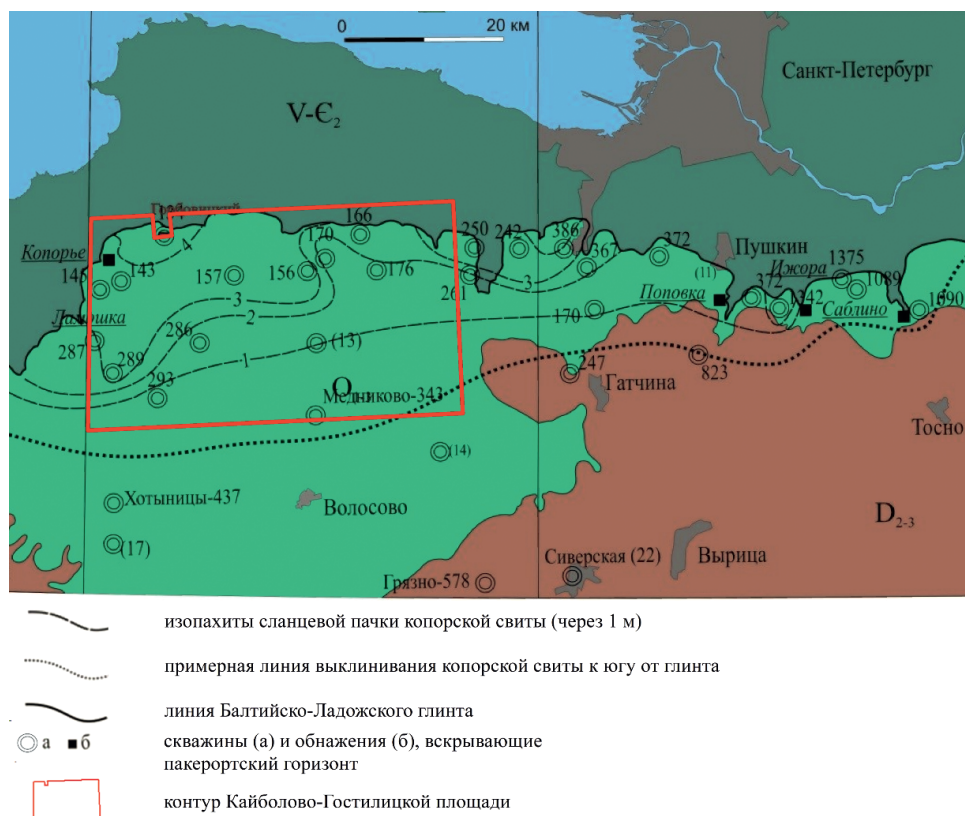 0 20 км
Санкт-Петербург
V-Є₂
166
170
250
242
386
367
372
Пушкин
Копорье
4
(11)
Ижора
1375
145
143
157
156
176
261
3
1089
Поповка
372
1342
Саблино
1090
Ламошка
3
2
286
170
287
289
1
(13)
247
823
293
Гатчина
Медниково-343
Тосно
(14)
Хотыницы-437
Волосово
D₂₋₃
(17)
Сиверская (22)
Вырица
Грязно-578
изопахиты сланцевой пачки копорской свиты (через 1 м)
примерная линия выклинивания копорской свиты к югу от глинта
линия Балтийско-Ладожского глинта
а б скважины (а) и обнажения (б), вскрывающие
пакерортский горизонт
контур Кайболово-Гостилицкой площади